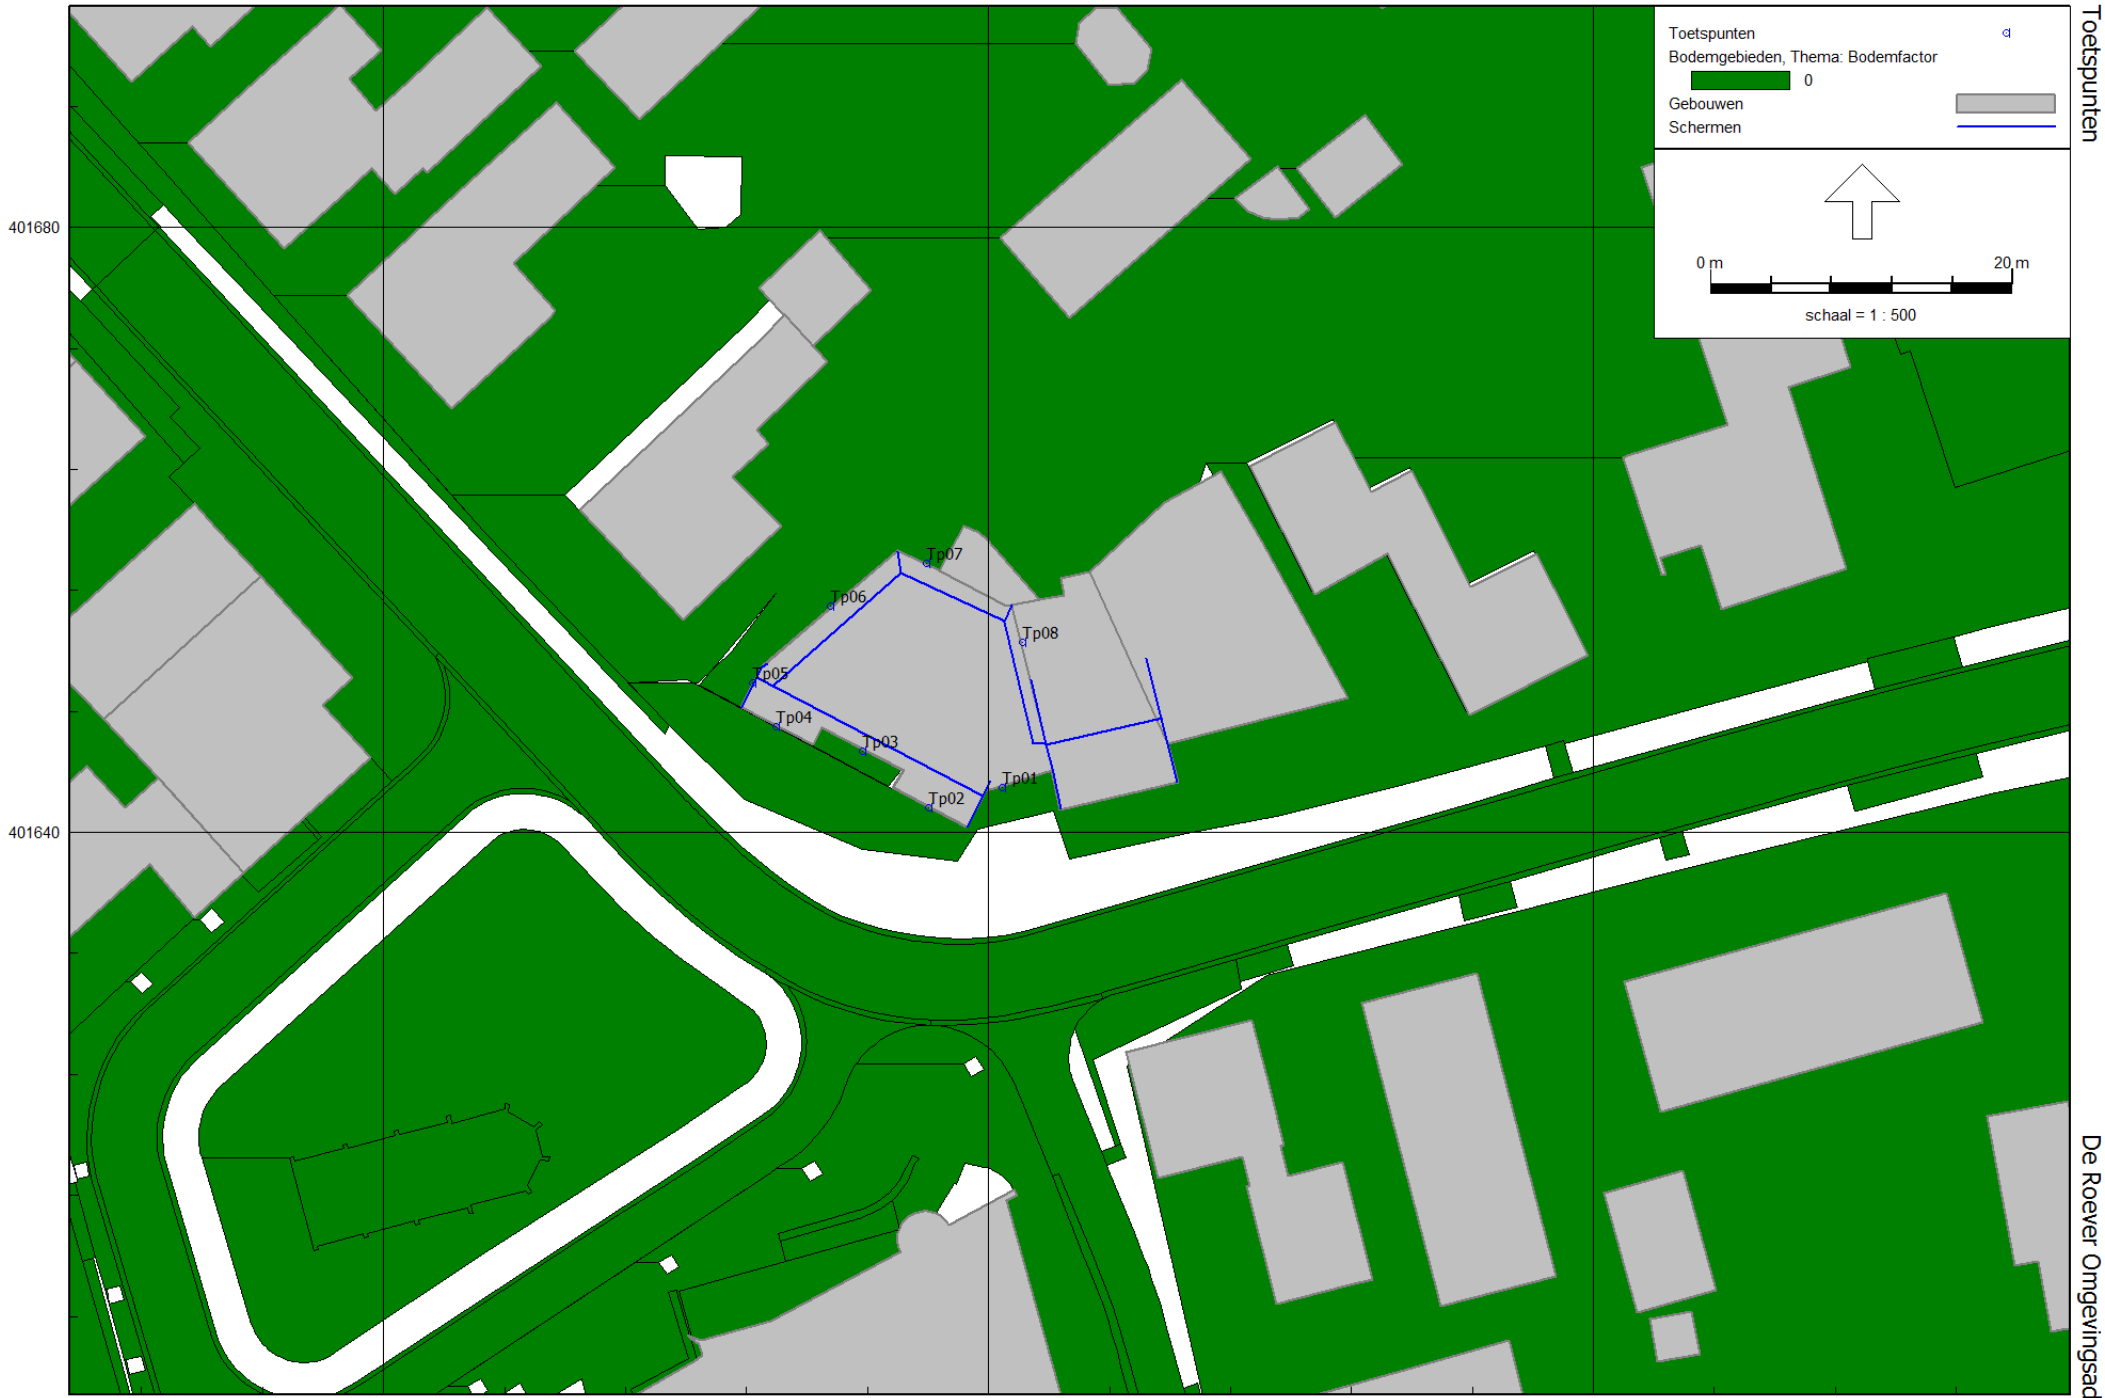 Toetspunten
Toetspunten
Bodemgebieden, Thema: Bodemfactor
0
Gebouwen
Schermen
0 m
20 m
schaal = 1 : 500
401680
401640
Tp07
Tp06
Tp08
Tp05
Tp04
Tp03
Tp01
Tp02
De Roever Omgevingsad